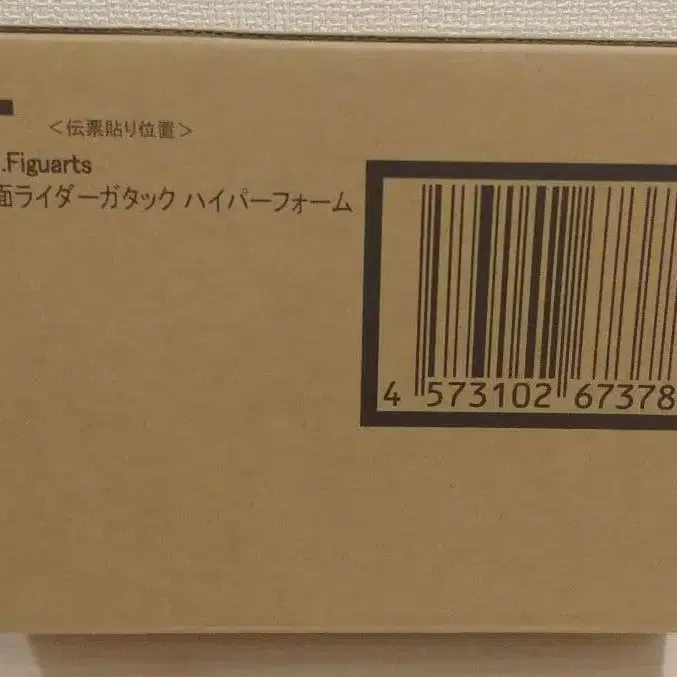 <伝票貼り位置>
.Figuarts
面ライダーガタック ハイパーフォーム
4 573102 67378